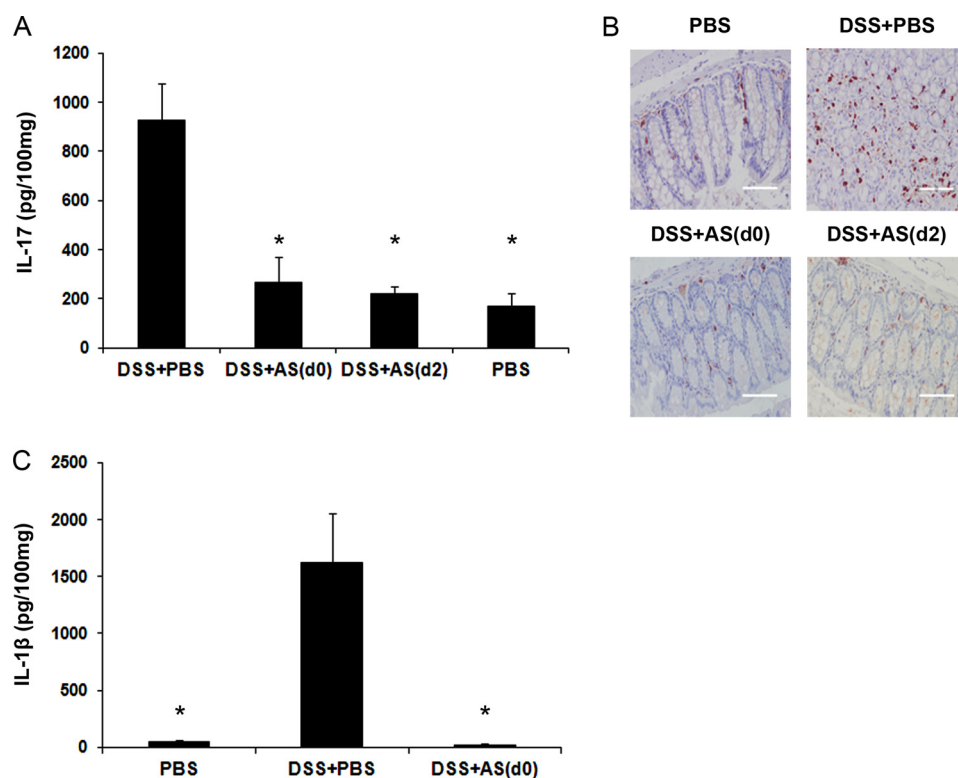 A
IL-17 (pg/100mg)
1200
1000
800
600
400
200
0
* * *
DSS+PBS DSS+AS(d0) DSS+AS(d2) PBS
B
PBS DSS+PBS
DSS+AS(d0) DSS+AS(d2)
C
IL-1β (pg/100mg)
2500
2000
1500
1000
500
0
* *
PBS DSS+PBS DSS+AS(d0)